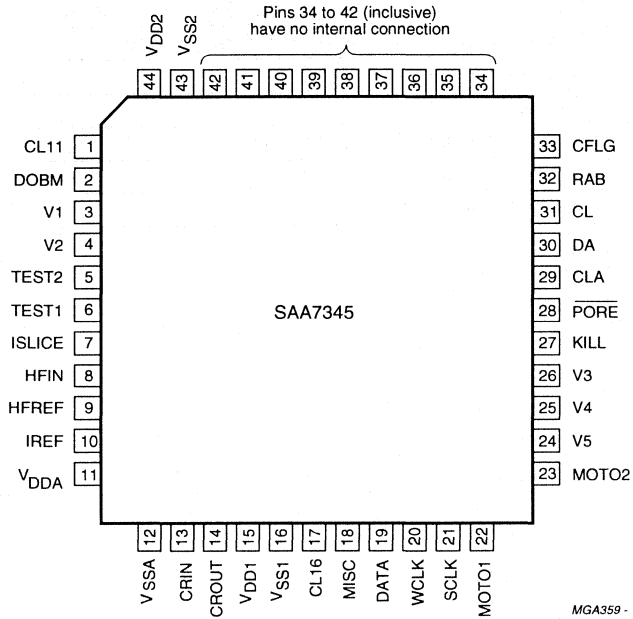 Pins 34 to 42 (inclusive)
have no internal connection
VDD2
VSS2
44 43 42 41 40 39 38 37 36 35 34
CL11 1
DOBM 2
V1 3
V2 4
TEST2 5
TEST1 6
ISLICE 7
HFIN 8
HFREF 9
IREF 10
VDDA 11
SAA7345
33 CFLG
32 RAB
31 CL
30 DA
29 CLA
28 PORE
27 KILL
26 V3
25 V4
24 V5
23 MOTO2
12 13 14 15 16 17 18 19 20 21 22
VSSA
CRIN
CROUT
VDD1
VSS1
CL16
MISC
DATA
WCLK
SCLK
MOTO1
MGA359 -